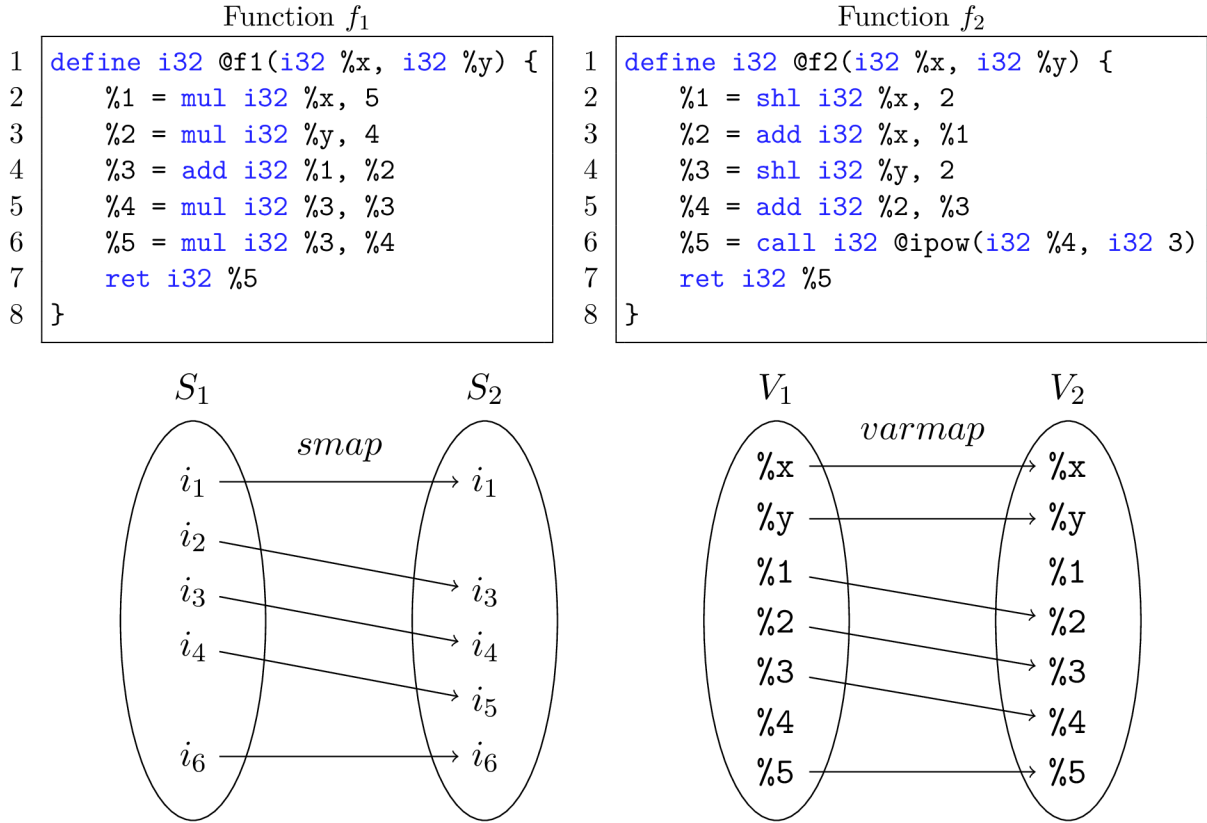 Function f₁
1 define i32 @f1(i32 %x, i32 %y) {
2 %1 = mul i32 %x, 5
3 %2 = mul i32 %y, 4
4 %3 = add i32 %1, %2
5 %4 = mul i32 %3, %3
6 %5 = mul i32 %3, %4
7 ret i32 %5
8 }
Function f₂
1 define i32 @f2(i32 %x, i32 %y) {
2 %1 = shl i32 %x, 2
3 %2 = add i32 %x, %1
4 %3 = shl i32 %y, 2
5 %4 = add i32 %2, %3
6 %5 = call i32 @ipow(i32 %4, i32 3)
7 ret i32 %5
8 }
S₁ S₂
smap
i₁ i₁
i₂
i₃ i₃
i₄ i₄
i₅
i₆ i₆
V₁ V₂
varmap
%x %x
%y %y
%1 %1
%2 %2
%3 %3
%4 %4
%5 %5